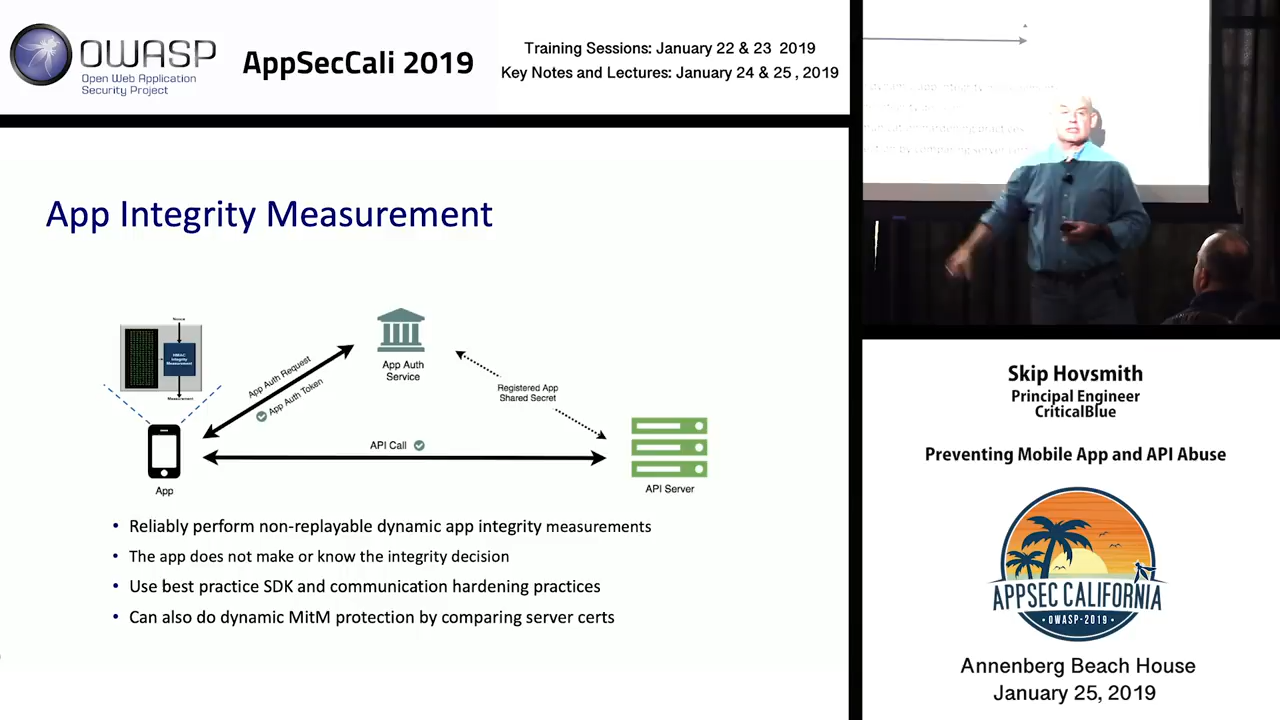 OWASP
Open Web Application
Security Project
AppSecCali 2019
Training Sessions: January 22 & 23 2019
Key Notes and Lectures: January 24 & 25 , 2019
App Integrity Measurement
Nonce
HMAC
Integrity
Measurement
Measurement
App Auth Request
App Auth Token
App Auth
Service
Registered App
Shared Secret
API Call
App
API Server
• Reliably perform non-replayable dynamic app integrity measurements
• The app does not make or know the integrity decision
• Use best practice SDK and communication hardening practices
• Can also do dynamic MitM protection by comparing server certs
Skip Hovsmith
Principal Engineer
CriticalBlue
Preventing Mobile App and API Abuse
APPSEC CALIFORNIA
• OWASP-2019 •
Annenberg Beach House
January 25, 2019